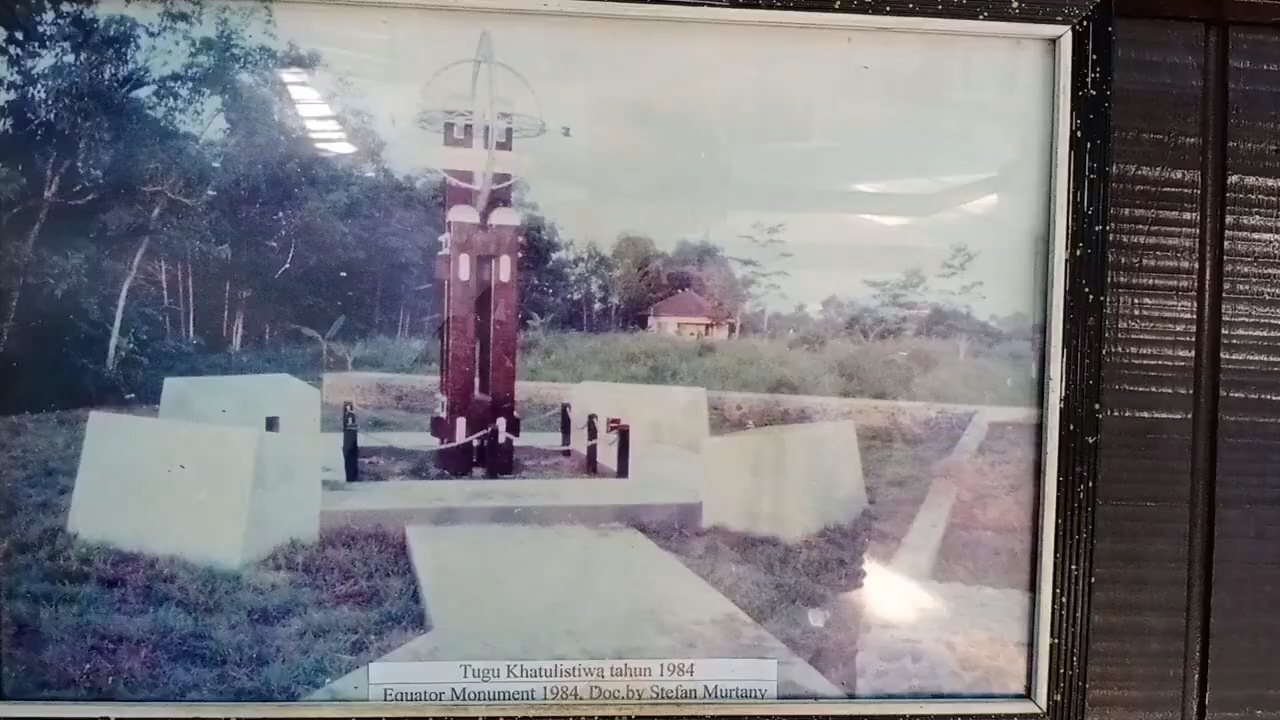 Tugu Khatulistiwa tahun 1984
Equator Monument 1984. Doc.by Stefan Murtany